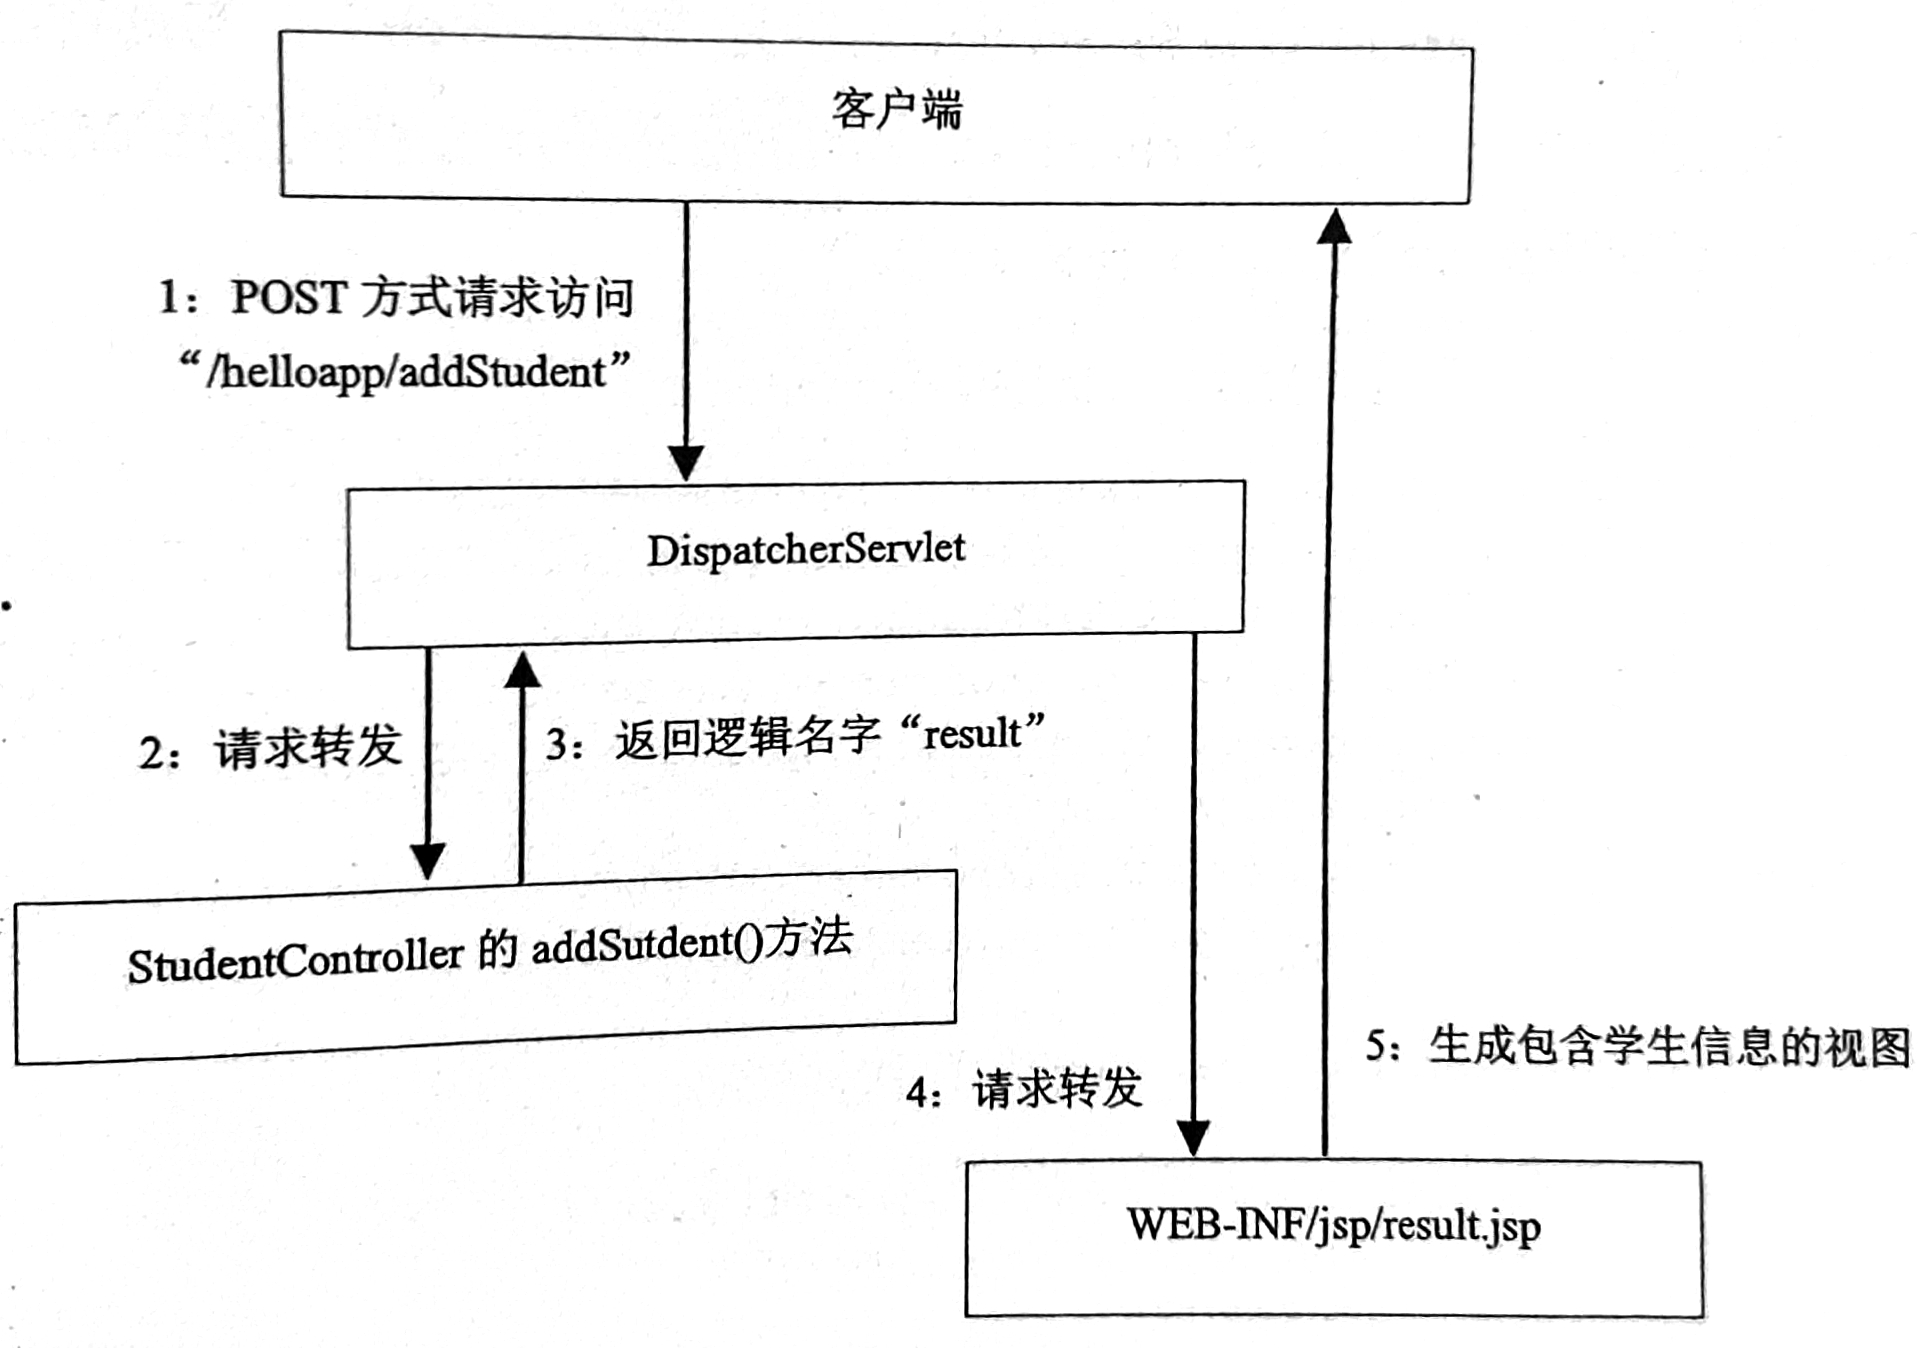 客户端
1：POST 方式请求访问
“/helloapp/addStudent”
DispatcherServlet
2：请求转发
3：返回逻辑名字“result”
StudentController 的 addSutdent()方法
4：请求转发
5：生成包含学生信息的视图
WEB-INF/jsp/result.jsp